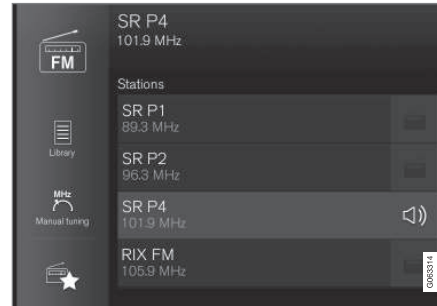 SR P4
101.9 MHz
FM
Stations
SR P1
89.3 MHz
Library
SR P2
96.3 MHz
MHz
Manual tuning
SR P4
101.9 MHz
RIX FM
105.9 MHz
G063314